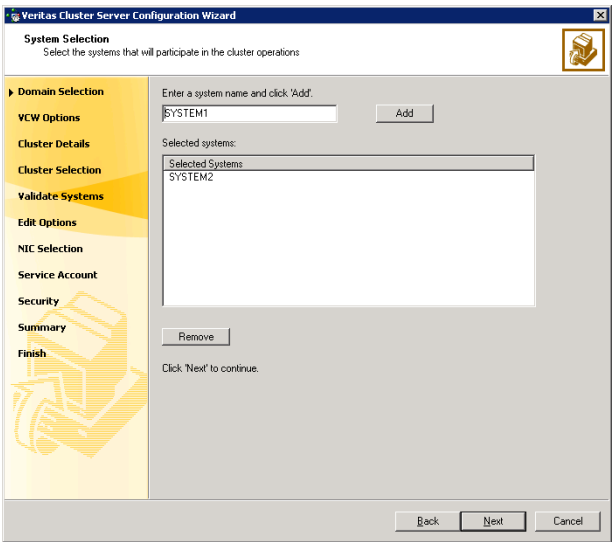 Veritas Cluster Server Configuration Wizard
System Selection
Select the systems that will participate in the cluster operations
Domain Selection
VCW Options
Cluster Details
Cluster Selection
Validate Systems
Edit Options
NIC Selection
Service Account
Security
Summary
Finish
Enter a system name and click 'Add'.
SYSTEM1
Add
Selected systems:
Selected Systems
SYSTEM2
Remove
Click 'Next' to continue.
Back Next Cancel